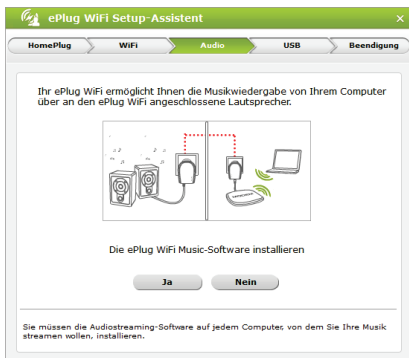 ePlug WiFi Setup-Assistent
HomePlug
WiFi
Audio
USB
Beendigung
Ihr ePlug WiFi ermöglicht Ihnen die Musikwiedergabe von Ihrem Computer
über an den ePlug WiFi angeschlossene Lautsprecher.
Die ePlug WiFi Music-Software installieren
Ja
Nein
Sie müssen die Audiostreaming-Software auf jedem Computer, von dem Sie Ihre Musik
streamen wollen, installieren.